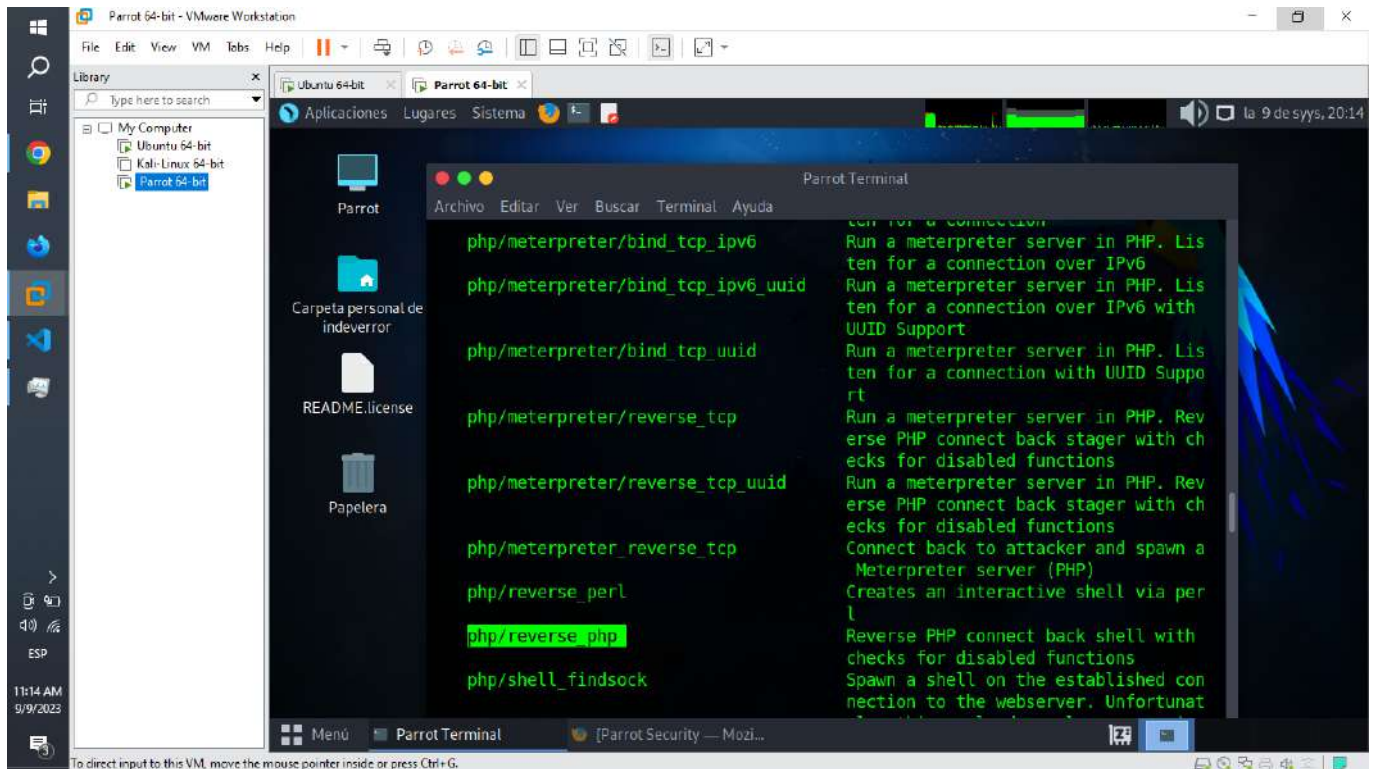 Parrot 64-bit - VMware Workstation
File Edit View VM Tabs Help
Library
Type here to search
My Computer
Ubuntu 64-bit
Kali-Linux 64-bit
Parrot 64-bit
Ubuntu 64-bit
Parrot 64-bit
Aplicaciones Lugares Sistema
la 9 de syys, 20:14
Parrot
Carpeta personal de
indeverror
README.license
Papelera
Parrot Terminal
Archivo Editar Ver Buscar Terminal Ayuda
ten for a connection
php/meterpreter/bind_tcp_ipv6 Run a meterpreter server in PHP. Lis
ten for a connection over IPv6
php/meterpreter/bind_tcp_ipv6_uuid Run a meterpreter server in PHP. Lis
ten for a connection over IPv6 with
UUID Support
php/meterpreter/bind_tcp_uuid Run a meterpreter server in PHP. Lis
ten for a connection with UUID Suppo
rt
php/meterpreter/reverse_tcp Run a meterpreter server in PHP. Rev
erse PHP connect back stager with ch
ecks for disabled functions
php/meterpreter/reverse_tcp_uuid Run a meterpreter server in PHP. Rev
erse PHP connect back stager with ch
ecks for disabled functions
php/meterpreter_reverse_tcp Connect back to attacker and spawn a
Meterpreter server (PHP)
php/reverse_perl Creates an interactive shell via per
l
php/reverse_php Reverse PHP connect back shell with
checks for disabled functions
php/shell_findsock Spawn a shell on the established con
nection to the webserver. Unfortunat
Menú Parrot Terminal [Parrot Security — Mozi...
ESP
11:14 AM
9/9/2023
3
To direct input to this VM, move the mouse pointer inside or press Ctrl+G.